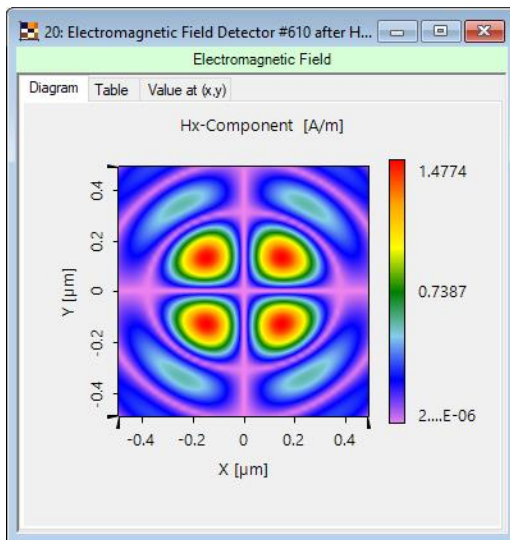 20: Electromagnetic Field Detector #610 after H...
Electromagnetic Field
Diagram Table Value at (x,y)
Hx-Component [A/m]
0.4
0.2
0
-0.2
-0.4
Y [µm]
-0.4 -0.2 0 0.2 0.4
X [µm]
1.4774
0.7387
2....E-06